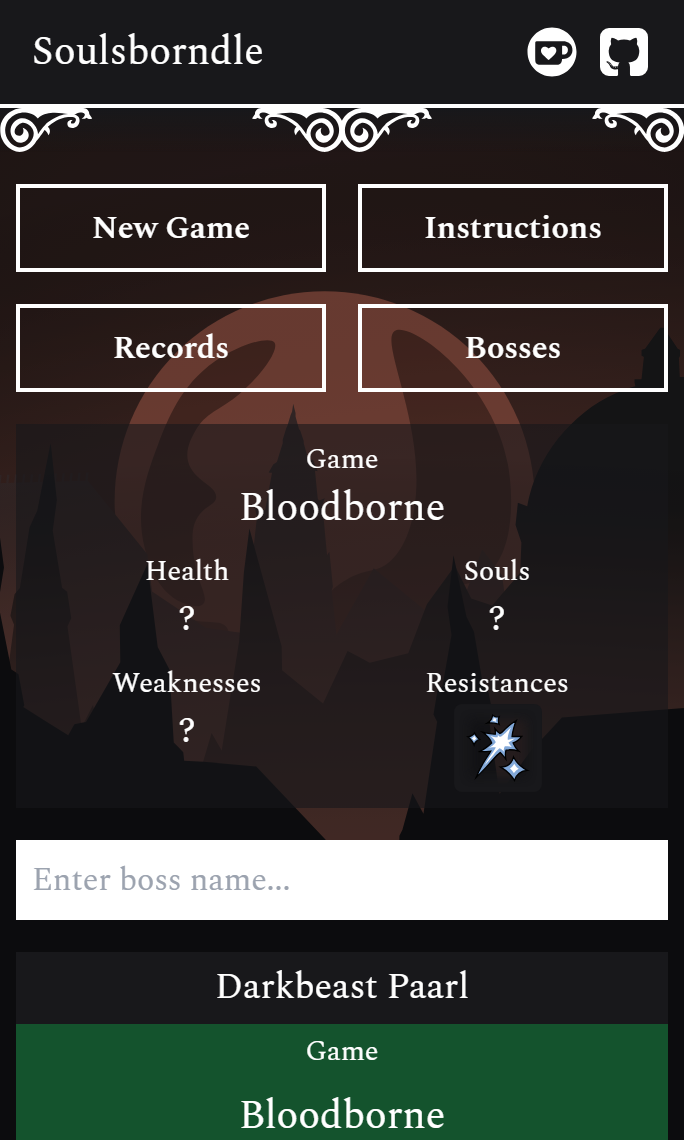 Soulsborndle
New Game
Instructions
Records
Bosses
Game
Bloodborne
Health
Souls
?
?
Weaknesses
Resistances
?
Enter boss name...
Darkbeast Paarl
Game
Bloodborne